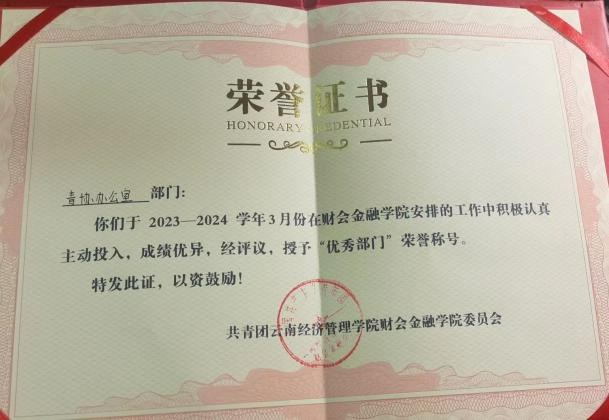 荣誉证书
HONORARY CREDENTIAL
青协办公室 部门：
你们于 2023—2024 学年3月份在财会金融学院安排的工作中积极认真
主动投入，成绩优异，经评议，授予“优秀部门”荣誉称号。
特发此证，以资鼓励！
共青团云南经济管理学院财会金融学院委员会